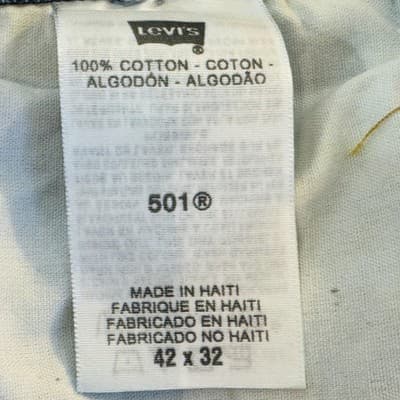 Levi's
®
100% COTTON - COTON -
ALGODÓN - ALGODÃO
501®
MADE IN HAITI
FABRIQUE EN HAITI
FABRICADO EN HAITI
FABRICADO NO HAITI
42 x 32